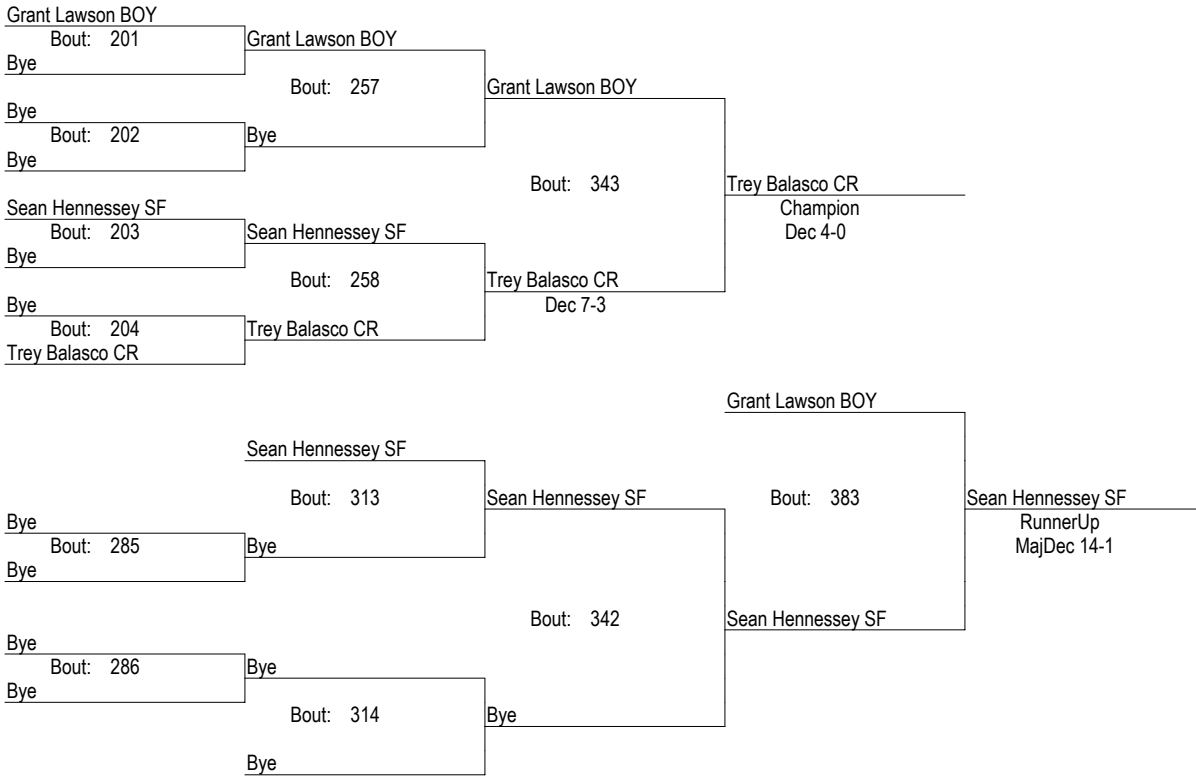 Grant Lawson BOY
Bout: 201
Grant Lawson BOY
Bye
Bout: 257
Grant Lawson BOY
Bye
Bout: 202
Bye
Bye
Bout: 343
Trey Balasco CR
Champion
Dec 4-0
Sean Hennessey SF
Bout: 203
Sean Hennessey SF
Bye
Bout: 258
Trey Balasco CR
Dec 7-3
Bye
Bout: 204
Trey Balasco CR
Trey Balasco CR
Grant Lawson BOY
Sean Hennessey SF
Bout: 313
Sean Hennessey SF
Bout: 383
Sean Hennessey SF
RunnerUp
MajDec 14-1
Bye
Bout: 285
Bye
Bye
Bout: 342
Sean Hennessey SF
Bye
Bout: 286
Bye
Bye
Bout: 314
Bye
Bye